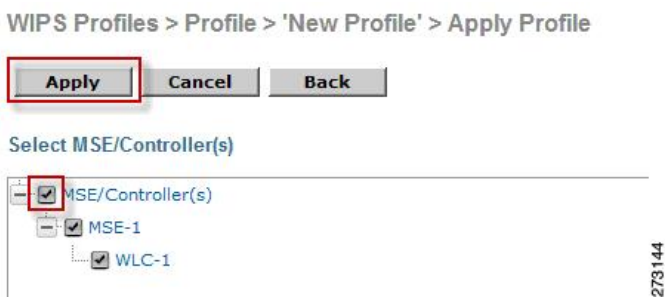 WIPS Profiles > Profile > 'New Profile' > Apply Profile
Apply Cancel Back
Select MSE/Controller(s)
MSE/Controller(s)
MSE-1
WLC-1
273144